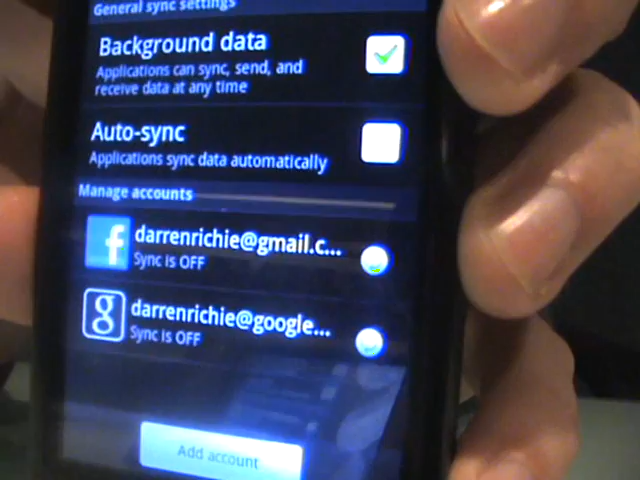 General sync settings
Background data
Applications can sync, send, and
receive data at any time
Auto-sync
Applications sync data automatically
Manage accounts
f
darrenrichie@gmail.c...
Sync is OFF
g
darrenrichie@google...
Sync is OFF
Add account